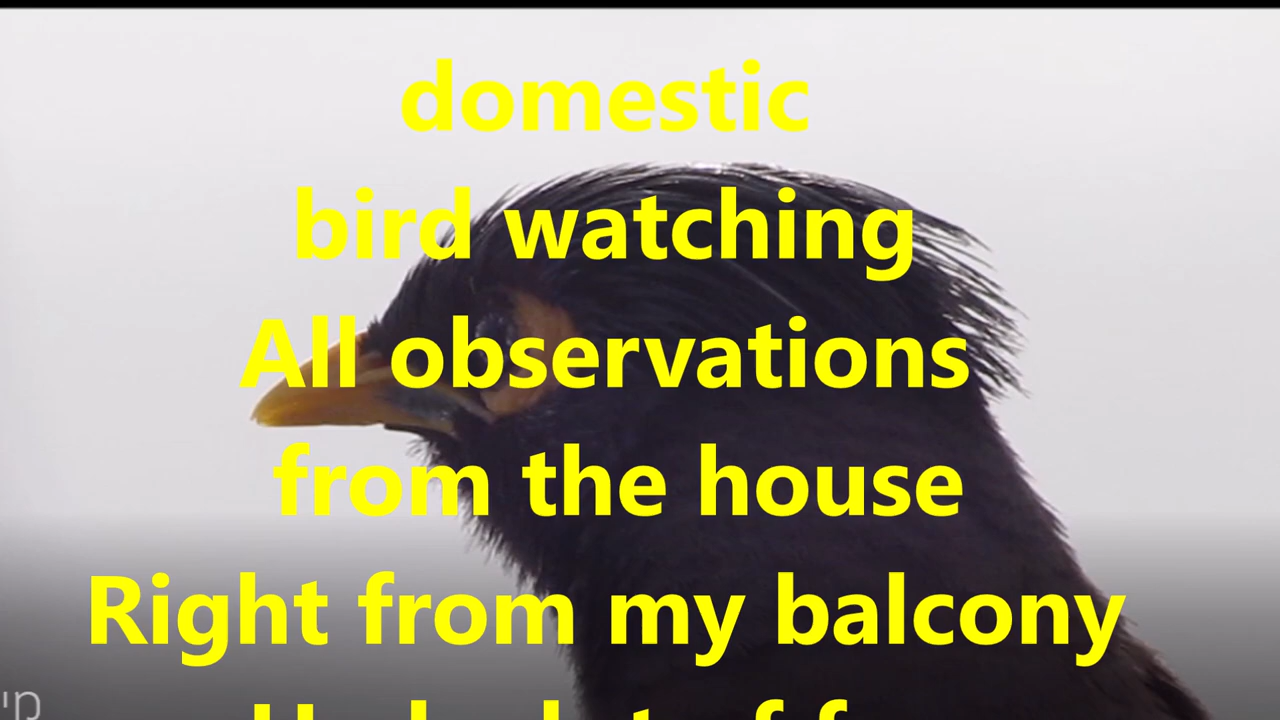 domestic
bird watching
All observations
from the house
Right from my balcony